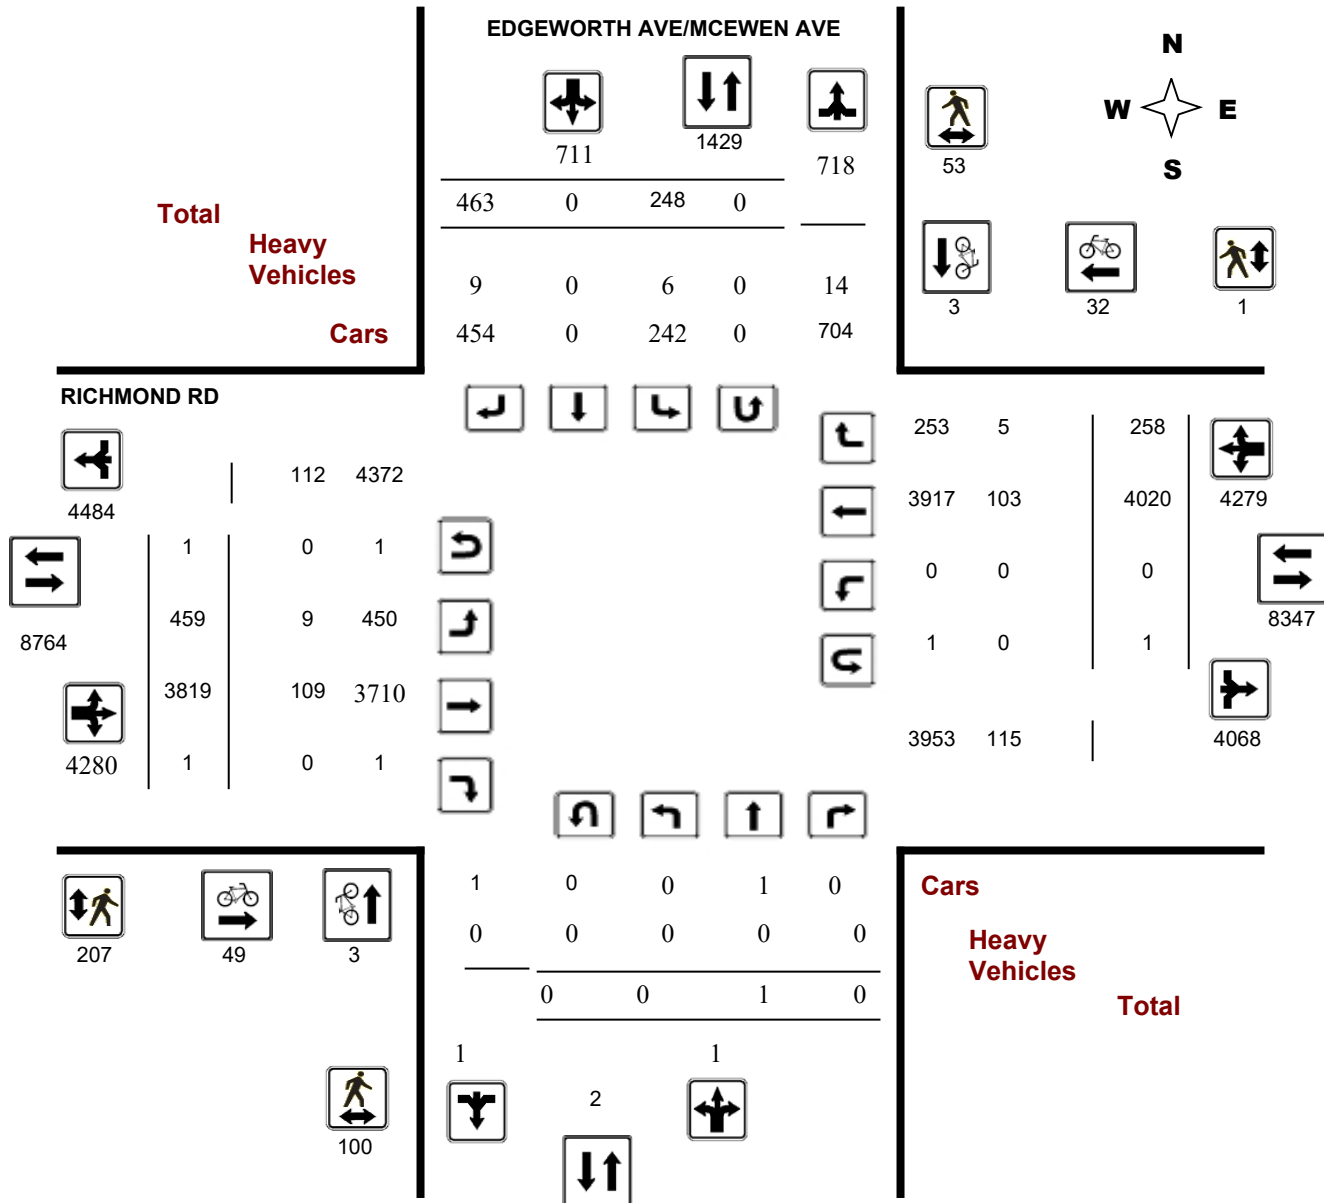 EDGEWORTH AVE/MCEWEN AVE
N
W E
S
711 1429 718 53
463 0 248 0
Total
Heavy
Vehicles
9 0 6 0 14
3 32 1
Cars 454 0 242 0 704
RICHMOND RD
253 5 258
112 4372
4484
3917 103 4020 4279
1 0 1
0 0 0
459 9 450
8764
8347
1 0 1
3819 109 3710
3953 115 4068
4280 1 0 1
1 0 0 1 0
Cars
207 49 3
0 0 0 0 0
Heavy
Vehicles
0 0 1 0
Total
1 1
2
100